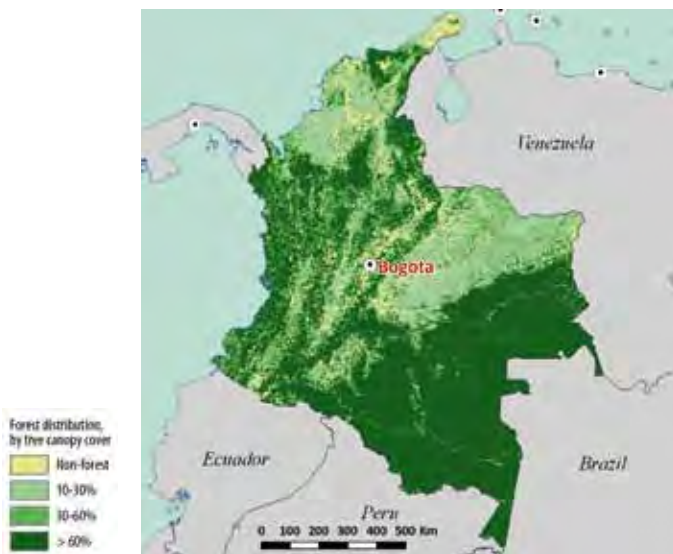 Venezuela
Bogota
Forest distribution,
by tree canopy cover
Non-forest
10-30%
30-60%
> 60%
Ecuador
Brazil
Peru
0 100 200 300 400 500 Km